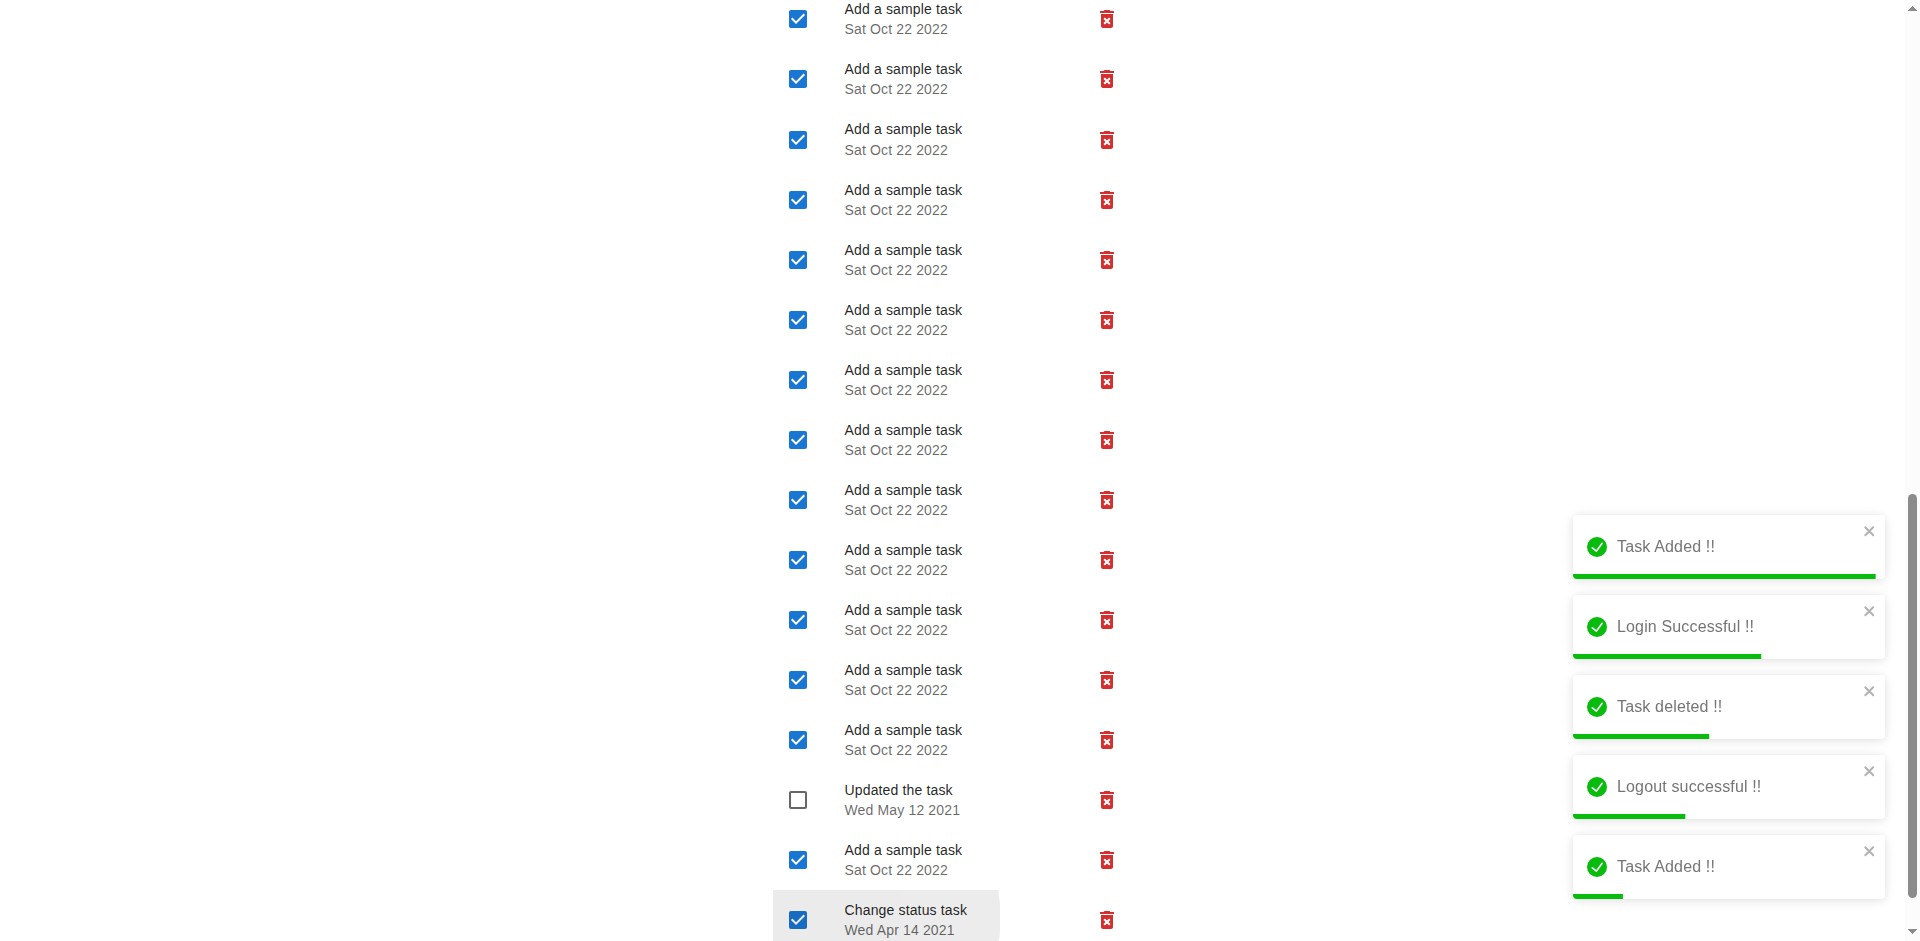 Add a sample task
Sat Oct 22 2022
Add a sample task
Sat Oct 22 2022
Add a sample task
Sat Oct 22 2022
Add a sample task
Sat Oct 22 2022
Add a sample task
Sat Oct 22 2022
Add a sample task
Sat Oct 22 2022
Add a sample task
Sat Oct 22 2022
Add a sample task
Sat Oct 22 2022
Add a sample task
Sat Oct 22 2022
Add a sample task
Sat Oct 22 2022
Add a sample task
Sat Oct 22 2022
Add a sample task
Sat Oct 22 2022
Add a sample task
Sat Oct 22 2022
Updated the task
Wed May 12 2021
Add a sample task
Sat Oct 22 2022
Change status task
Wed Apr 14 2021
Task Added !!
Login Successful !!
Task deleted !!
Logout successful !!
Task Added !!